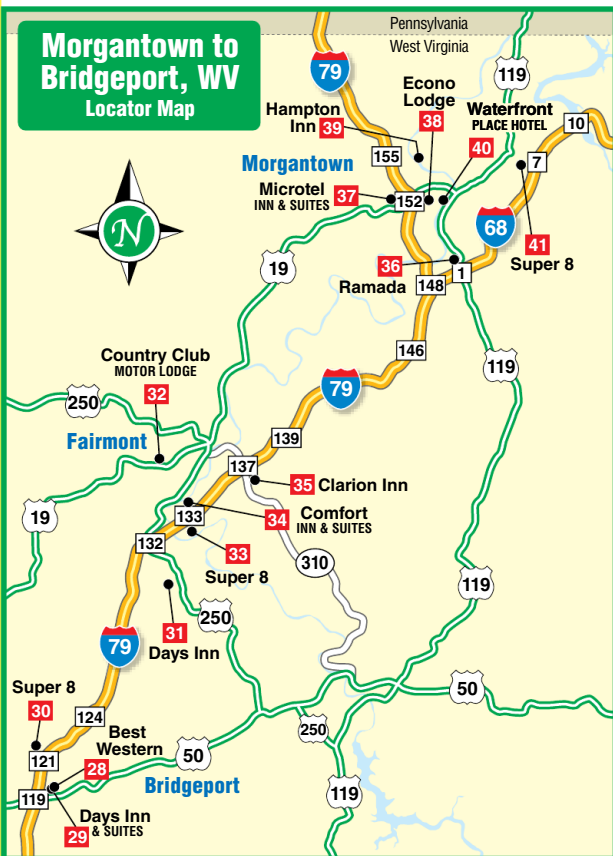 Pennsylvania
West Virginia
Morgantown to
Bridgeport, WV
Locator Map
79
119
Econo
Lodge
38
Hampton
Inn 39
Waterfront
PLACE HOTEL
40
10
155
7
Morgantown
Microtel
INN & SUITES
37
152
68
41
Super 8
N
19
36
Ramada
1
148
146
119
Country Club
MOTOR LODGE
32
79
250
Fairmont
139
137
35 Clarion Inn
19
133
34
Comfort
INN & SUITES
132
33
Super 8
310
119
31
Days Inn
250
79
Super 8
30
50
124
Best
Western
28
250
121
50
Bridgeport
119
119
Days Inn
& SUITES
29